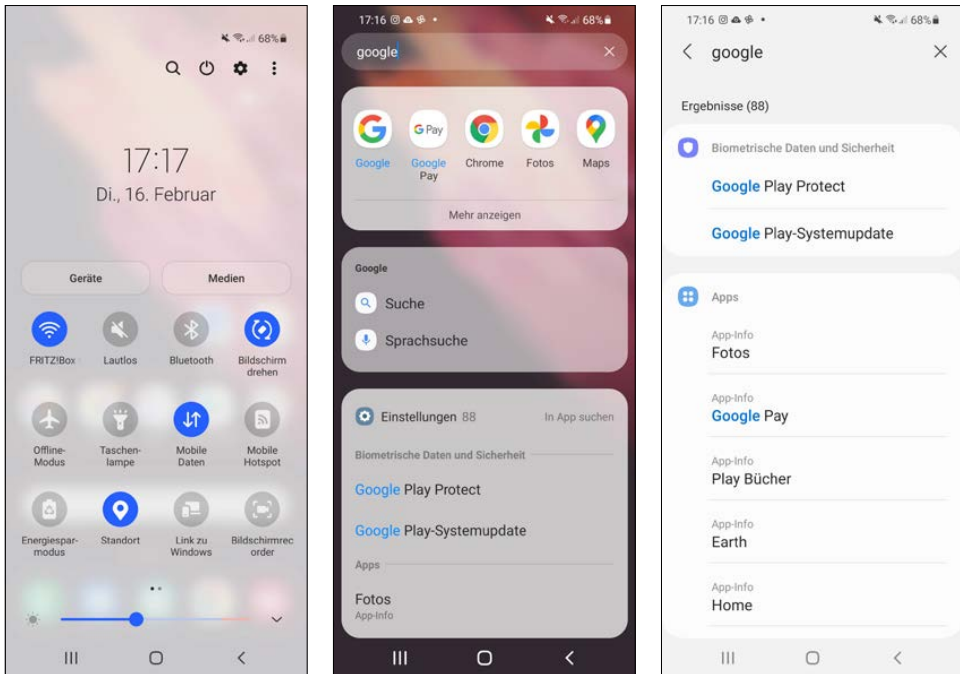 68%
17:17
Di., 16. Februar
Geräte
Medien
FRITZ!Box
Lautlos
Bluetooth
Bildschirm
drehen
Offline-
Modus
Taschen-
lampe
Mobile
Daten
Mobile
Hotspot
Energiespar-
modus
Standort
Link zu
Windows
Bildschirmrec
order
17:16
68%
google
G Pay
Google
Google
Pay
Chrome
Fotos
Maps
Mehr anzeigen
Google
Suche
Sprachsuche
Einstellungen 88
In App suchen
Biometrische Daten und Sicherheit
Google Play Protect
Google Play-Systemupdate
Apps
Fotos
App-Info
17:16
68%
google
Ergebnisse (88)
Biometrische Daten und Sicherheit
Google Play Protect
Google Play-Systemupdate
Apps
App-Info
Fotos
App-Info
Google Pay
App-Info
Play Bücher
App-Info
Earth
App-Info
Home